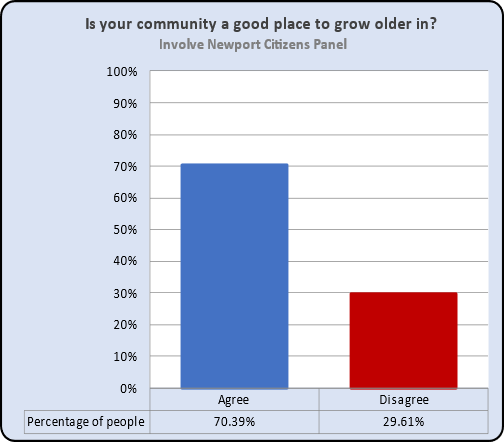 Is your community a good place to grow older in?
Involve Newport Citizens Panel
100%
90%
80%
70%
60%
50%
40%
30%
20%
10%
0%
Agree Disagree
Percentage of people 70.39% 29.61%